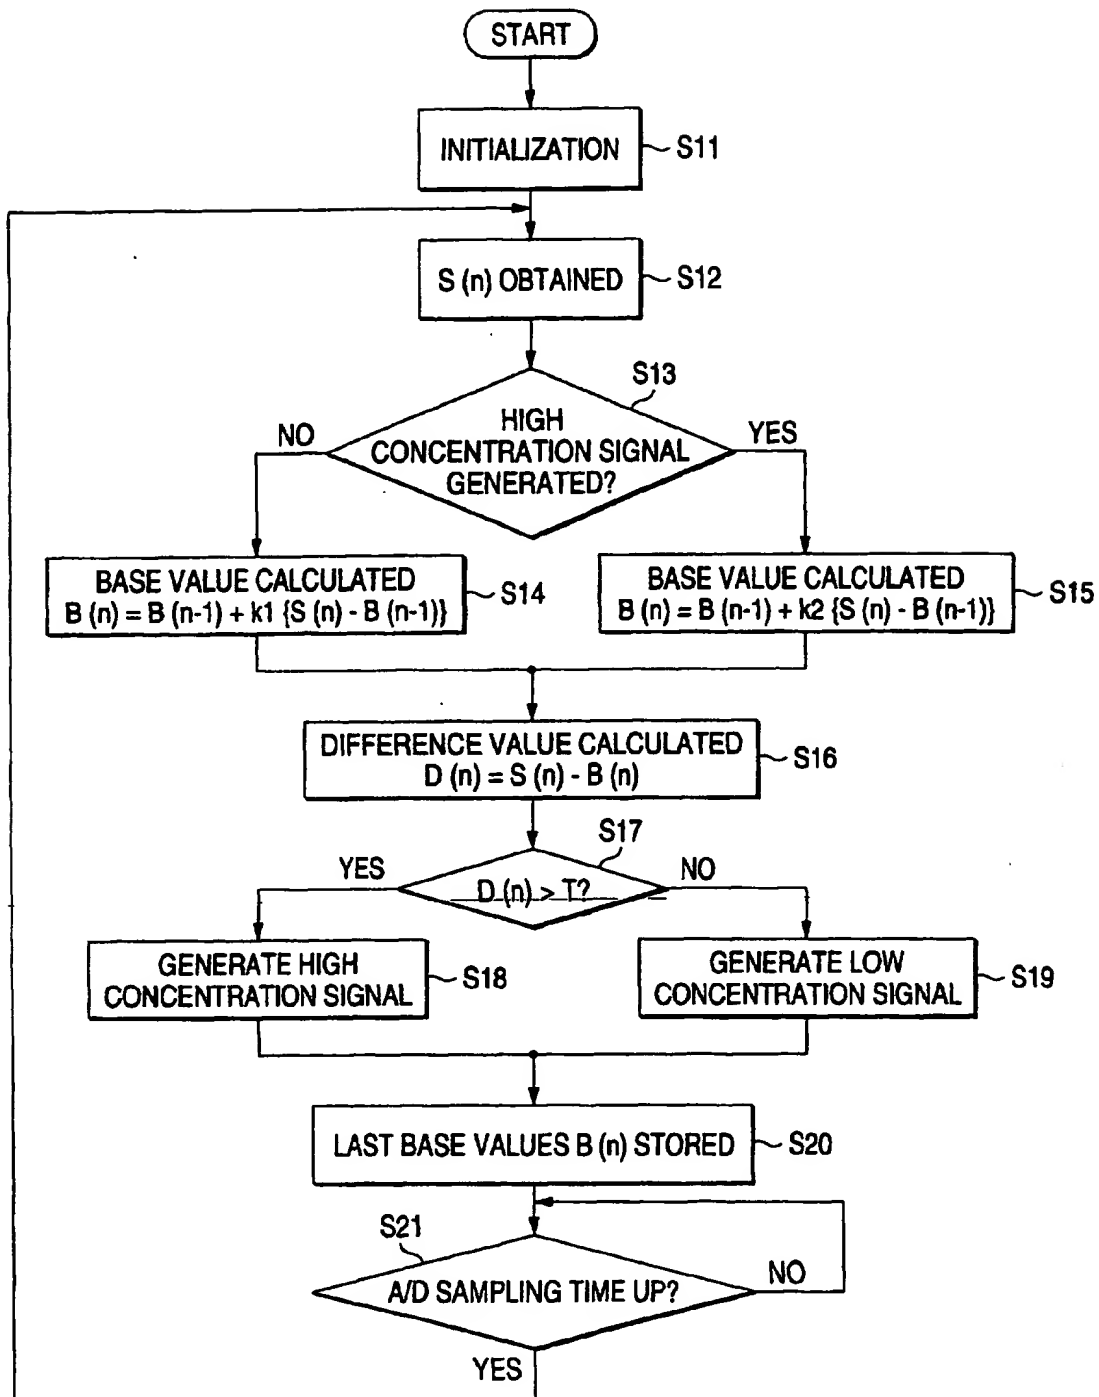 START
INITIALIZATION
S11
S (n) OBTAINED
S12
S13
HIGH
CONCENTRATION SIGNAL
GENERATED?
NO
YES
BASE VALUE CALCULATED
B (n) = B (n-1) + k1 {S (n) - B (n-1)}
S14
BASE VALUE CALCULATED
B (n) = B (n-1) + k2 {S (n) - B (n-1)}
S15
DIFFERENCE VALUE CALCULATED
D (n) = S (n) - B (n)
S16
S17
YES
D (n) > T?
NO
GENERATE HIGH
CONCENTRATION SIGNAL
S18
GENERATE LOW
CONCENTRATION SIGNAL
S19
LAST BASE VALUES B (n) STORED
S20
S21
A/D SAMPLING TIME UP?
NO
YES